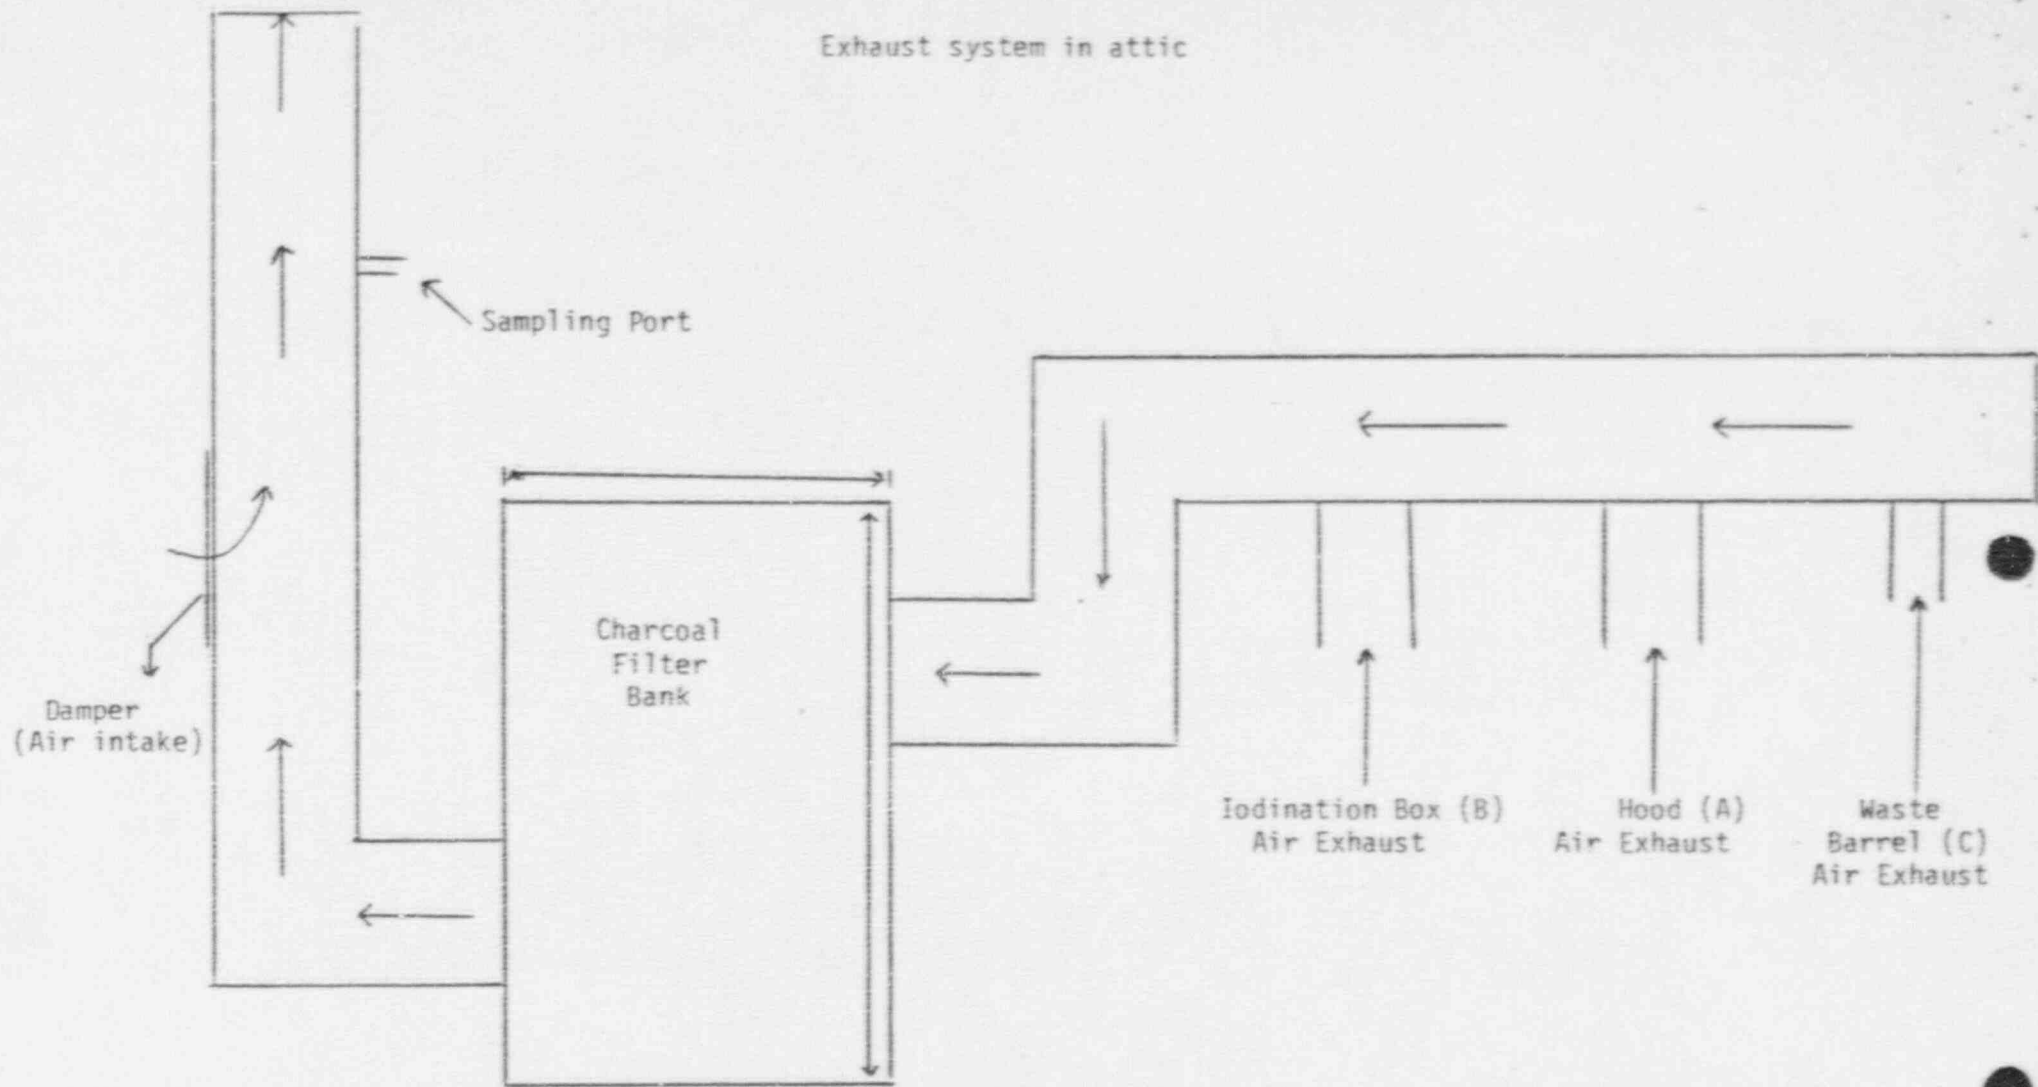 Exhaust system in attic
Sampling Port
Charcoal
Filter
Bank
Damper
(Air intake)
Iodination Box (B)
Air Exhaust
Hood (A)
Air Exhaust
Waste
Barrel (C)
Air Exhaust